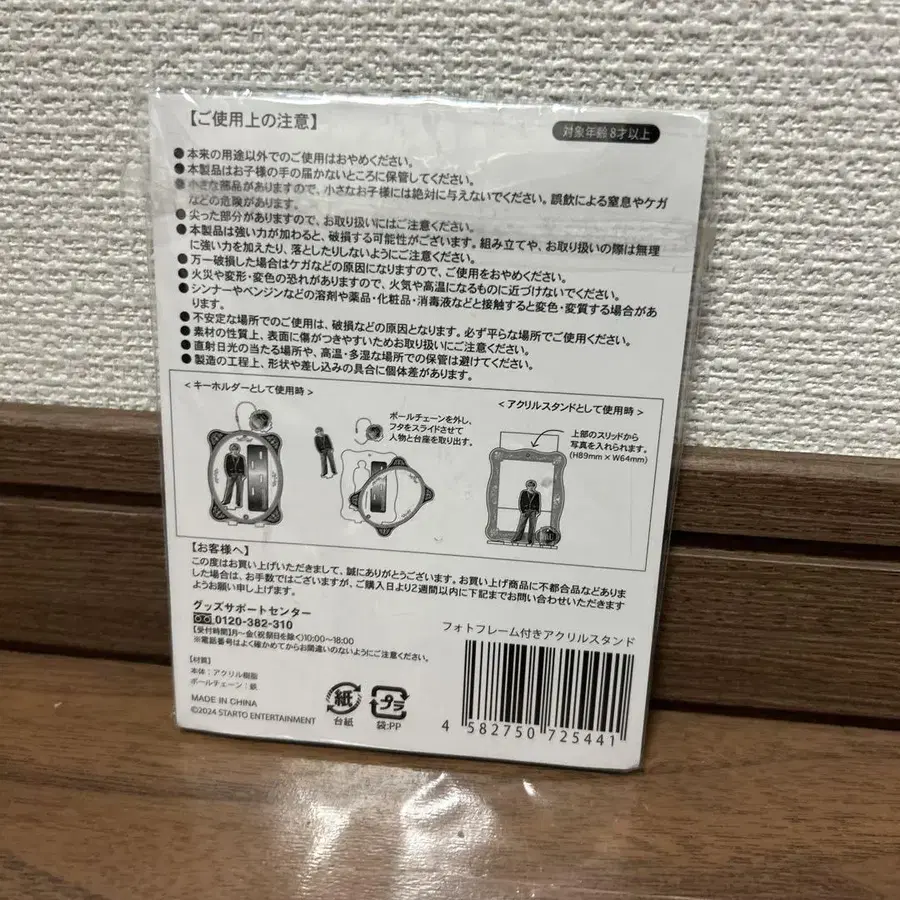 【ご使用上の注意】
対象年齢8才以上
●本来の用途以外でのご使用はおやめください。
●本製品はお子様の手の届かないところに保管してください。
●小さな部品がありますので、小さなお子様には絶対に与えないでください。誤飲による窒息やケガ
などの危険があります。
●尖った部分がありますので、お取り扱いにはご注意ください。
●本製品は強い力が加わると、破損する可能性がございます。組み立てや、お取り扱いの際は無理
に強い力を加えたり、落としたりしないようにご注意ください。
●万一破損した場合はケガなどの原因になりますので、ご使用をおやめください。
●火災や変形・変色の恐れがありますので、火気や高温になるものに近づけないでください。
●シンナーやベンジンなどの溶剤や薬品・化粧品・消毒液などと接触すると変色・変質する場合があ
ります。
●不安定な場所でのご使用は、破損などの原因となります。必ず平らな場所でご使用ください。
●素材の性質上、表面に傷がつきやすいためお取り扱いにご注意ください。
●直射日光の当たる場所や、高温・多湿な場所での保管は避けてください。
●製造の工程上、形状や差し込みの具合に個体差があります。
<キーホルダーとして使用時>
ボールチェーンを外し、
フタをスライドさせて
人物と台座を取り出す。
<アクリルスタンドとして使用時>
上部のスリッドから
写真を入れられます。
(H89mm×W64mm)
【お客様へ】
この度はお買い上げいただきまして、誠にありがとうございます。お買い上げ商品に不都合品などありま
した場合は、お手数ではございますが、ご購入日より2週間以内に下記までお問い合わせいただきます
ようお願い申し上げます。
グッズサポートセンター
0120-382-310
【受付時間】月〜金(祝祭日を除く)10:00〜18:00
※電話番号はよく確かめてからお間違いのないようにご注意ください。
【材質】
本体：アクリル樹脂
ボールチェーン：鉄
MADE IN CHINA
©2024 STARTO ENTERTAINMENT
紙
台紙
プラ
袋:PP
フォトフレーム付きアクリルスタンド
4 582750 725441